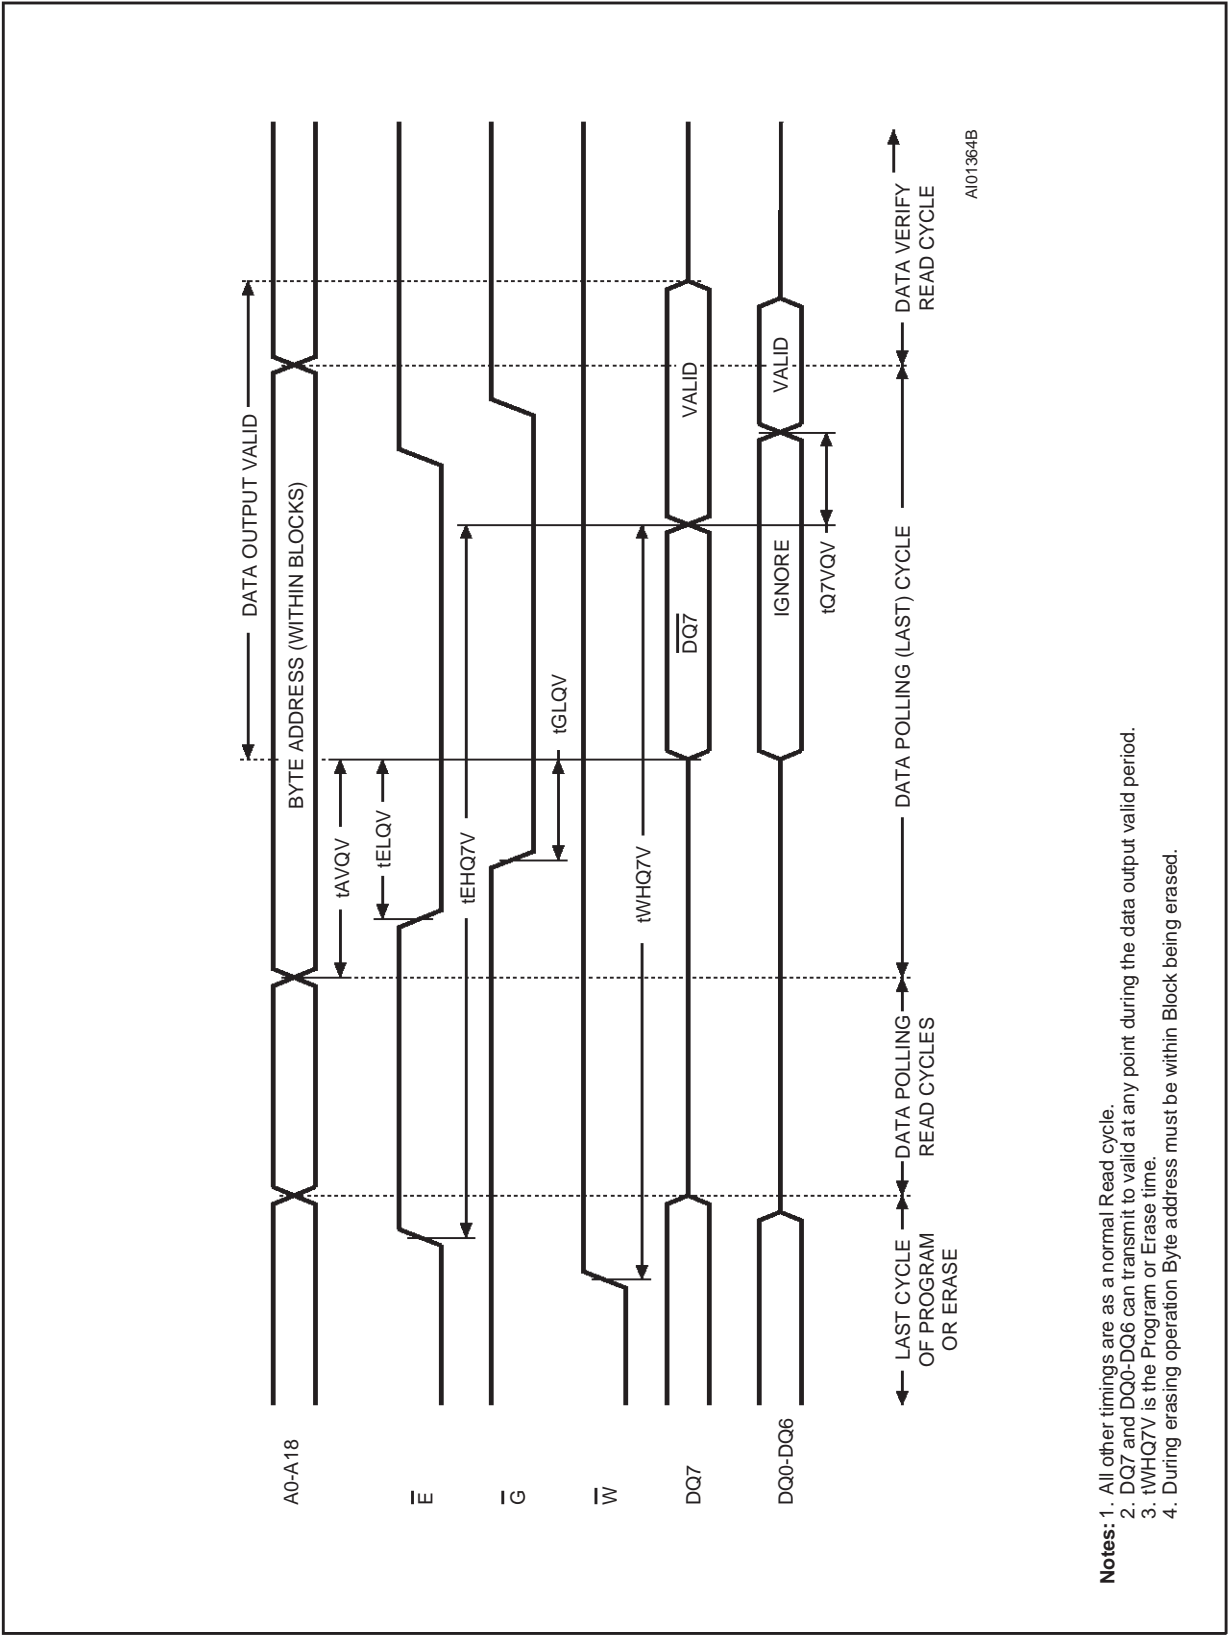 DATA OUTPUT VALID
A0-A18
BYTE ADDRESS (WITHIN BLOCKS)
tAVQV
tELQV
E
tEHQ7V
G
tGLQV
W
tWHQ7V
DQ7
DQ7
VALID
DQ0-DQ6
IGNORE
VALID
tQ7VQV
LAST CYCLE
OF PROGRAM
OR ERASE
DATA POLLING
READ CYCLES
DATA POLLING (LAST) CYCLE
DATA VERIFY
READ CYCLE
AI01364B
Notes: 1. All other timings are as a normal Read cycle.
2. DQ7 and DQ0-DQ6 can transmit to valid at any point during the data output valid period.
3. tWHQ7V is the Program or Erase time.
4. During erasing operation Byte address must be within Block being erased.